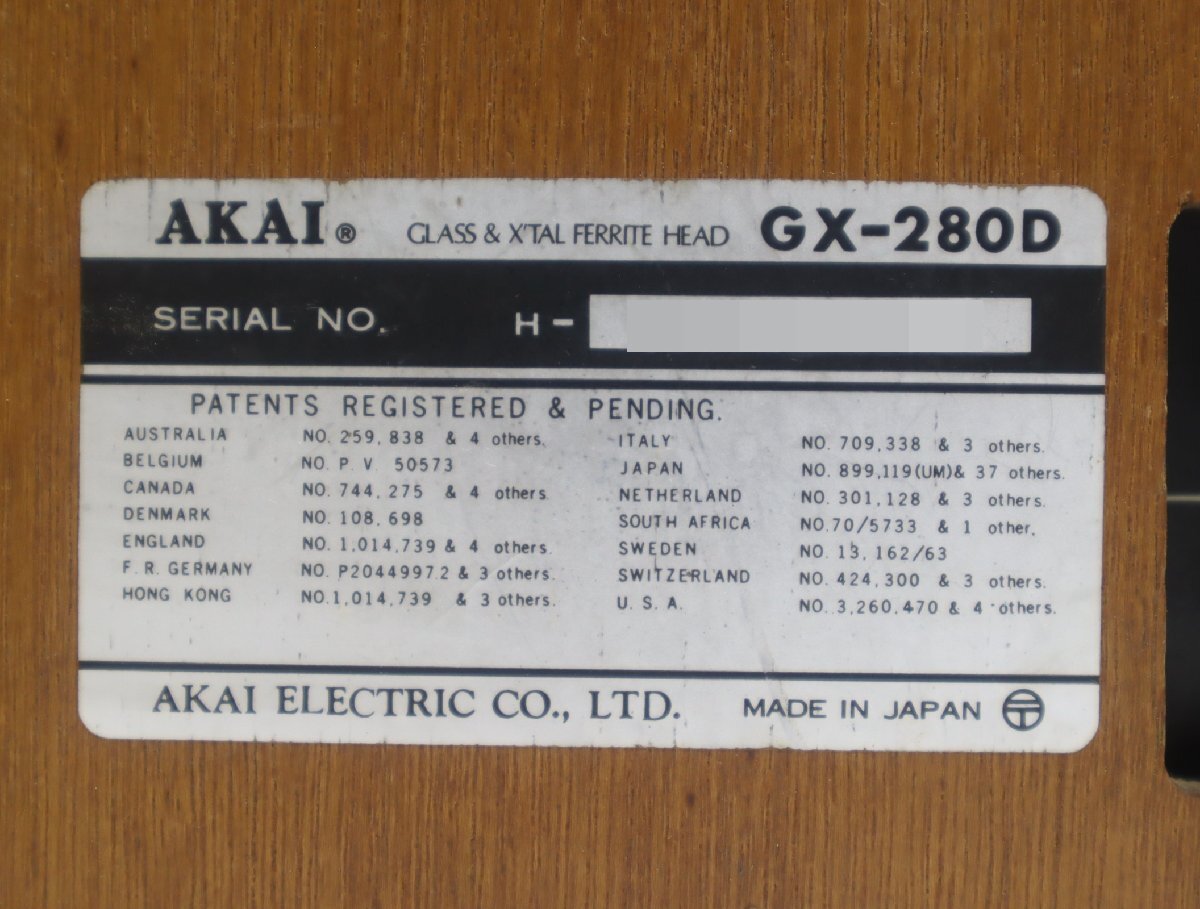 AKAI® GLASS & X'TAL FERRITE HEAD GX-280D
SERIAL NO. H-
PATENTS REGISTERED & PENDING.
AUSTRALIA NO. 259,838 & 4 others.
BELGIUM NO. P. V. 50573
CANADA NO. 744,275 & 4 others.
DENMARK NO. 108,698
ENGLAND NO. 1,014,739 & 4 others.
F. R. GERMANY NO. P2044997.2 & 3 others.
HONG KONG NO. 1,014,739 & 3 others.
ITALY NO. 709,338 & 3 others.
JAPAN NO. 899,119(UM)& 37 others.
NETHERLAND NO. 301,128 & 3 others.
SOUTH AFRICA NO. 70/5733 & 1 other.
SWEDEN NO. 13,162/63
SWITZERLAND NO. 424,300 & 3 others.
U. S. A. NO. 3,260,470 & 4 others.
AKAI ELECTRIC CO., LTD. MADE IN JAPAN